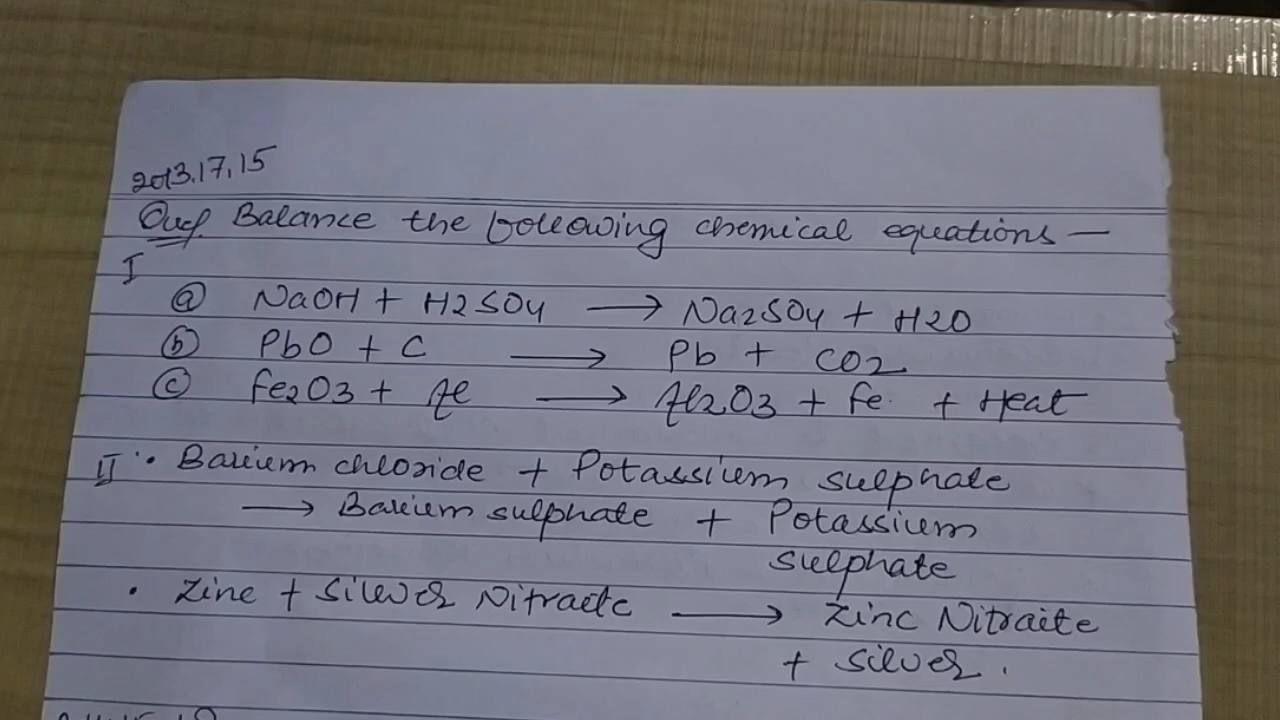 2013.17.15
Ques Balance the following chemical equations —
I
ⓐ NaOH + H2SO4 → Na2SO4 + H2O
ⓑ PbO + C → Pb + CO2
ⓒ Fe2O3 + Al → Al2O3 + Fe + Heat
II • Barium chloride + Potassium sulphate
→ Barium sulphate + Potassium
sulphate
• Zinc + Silver Nitrate → Zinc Nitrate
+ Silver.